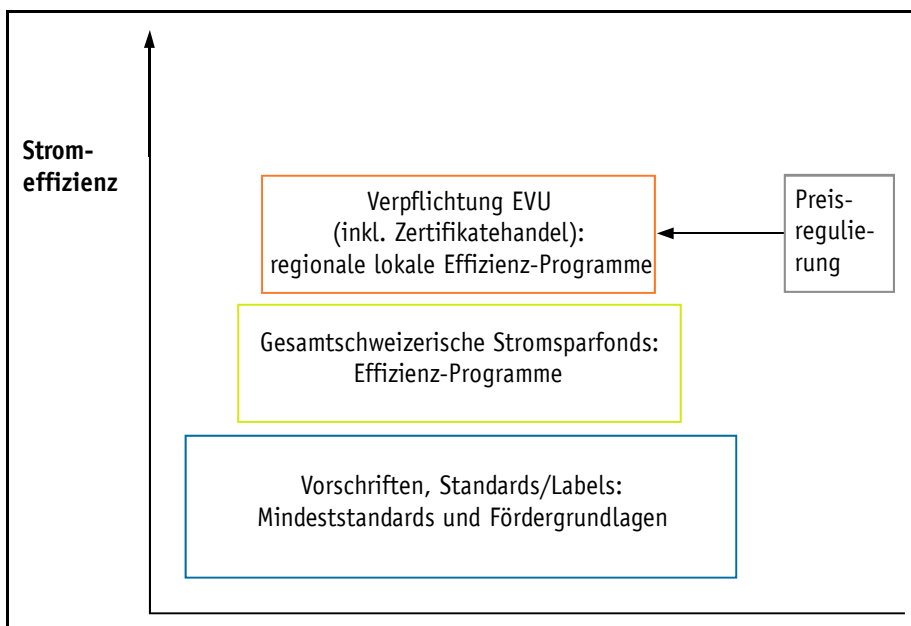 Strom-
effizienz
Verpflichtung EVU
(inkl. Zertifikatehandel):
regionale lokale Effizienz-Programme
Preis-
regulie-
rung
Gesamtschweizerische Stromsparfonds:
Effizienz-Programme
Vorschriften, Standards/Labels:
Mindeststandards und Fördergrundlagen